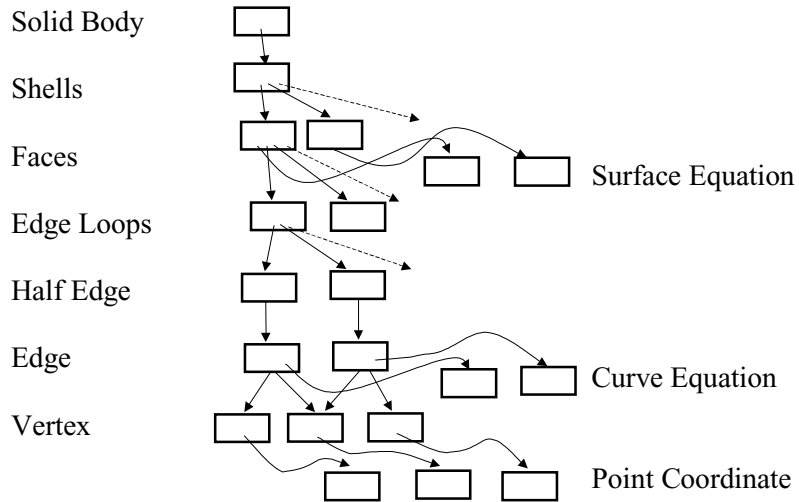 Solid Body
Shells
Faces
Surface Equation
Edge Loops
Half Edge
Edge
Curve Equation
Vertex
Point Coordinate